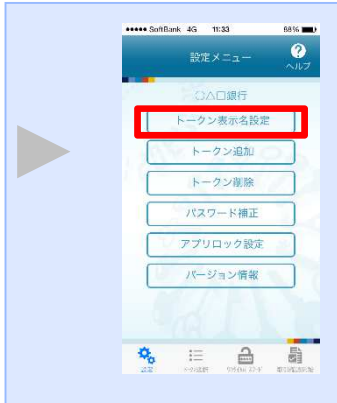 ●●●●● SoftBank 4G 11:33 88%
設定メニュー
?
ヘルプ
○△□銀行
トークン表示名設定
トークン追加
トークン削除
パスワード補正
アプリロック設定
バージョン情報
設定